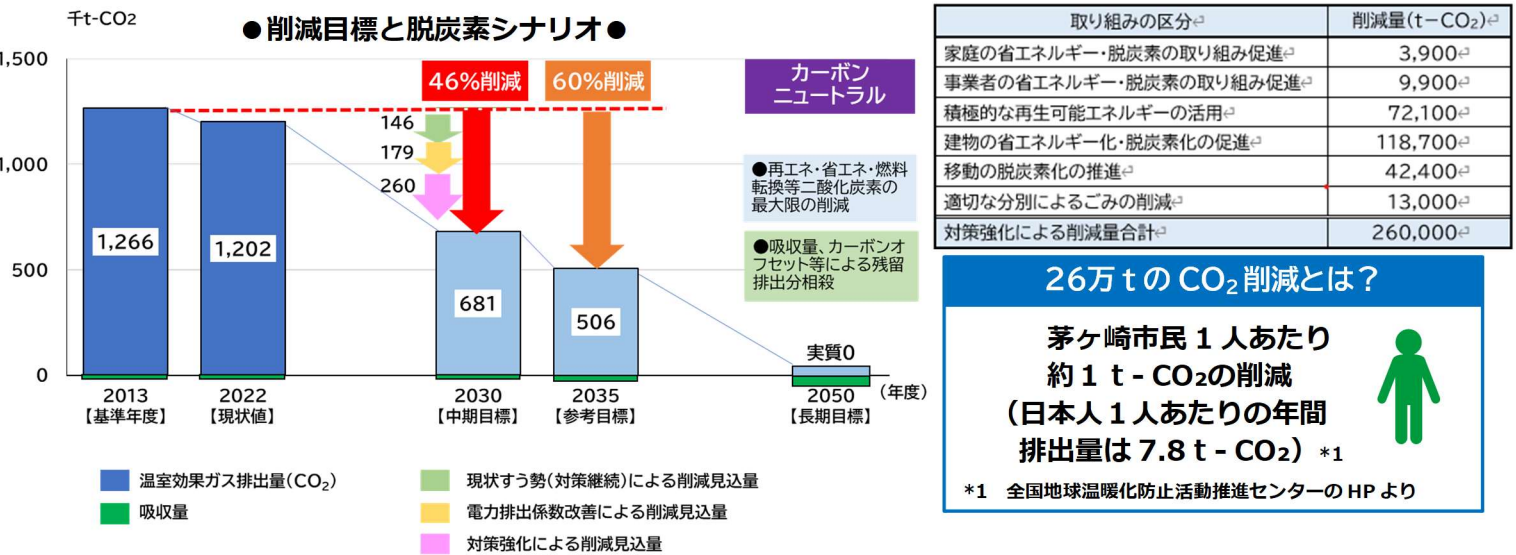 千t-CO2
●削減目標と脱炭素シナリオ●
1,500
1,000
500
0
46%削減
60%削減
カーボン
ニュートラル
146
179
260
●再エネ・省エネ・燃料
転換等二酸化炭素の
最大限の削減
●吸収量、カーボンオ
フセット等による残留
排出分相殺
1,266
1,202
681
506
実質0
2013
【基準年度】
2022
【現状値】
2030
【中期目標】
2035
【参考目標】
2050
【長期目標】
(年度)
温室効果ガス排出量(CO₂)
吸収量
現状すう勢(対策継続)による削減見込量
電力排出係数改善による削減見込量
対策強化による削減見込量
取り組みの区分↵ 削減量(t-CO₂)↵
家庭の省エネルギー・脱炭素の取り組み促進↵ 3,900↵
事業者の省エネルギー・脱炭素の取り組み促進↵ 9,900↵
積極的な再生可能エネルギーの活用↵ 72,100↵
建物の省エネルギー化・脱炭素化の促進↵ 118,700↵
移動の脱炭素化の推進↵ 42,400↵
適切な分別によるごみの削減↵ 13,000↵
対策強化による削減量合計↵ 260,000↵
26万tのCO₂削減とは?
茅ヶ崎市民1人あたり
約1t-CO₂の削減
(日本人1人あたりの年間
排出量は7.8t-CO₂) *1
*1 全国地球温暖化防止活動推進センターのHPより